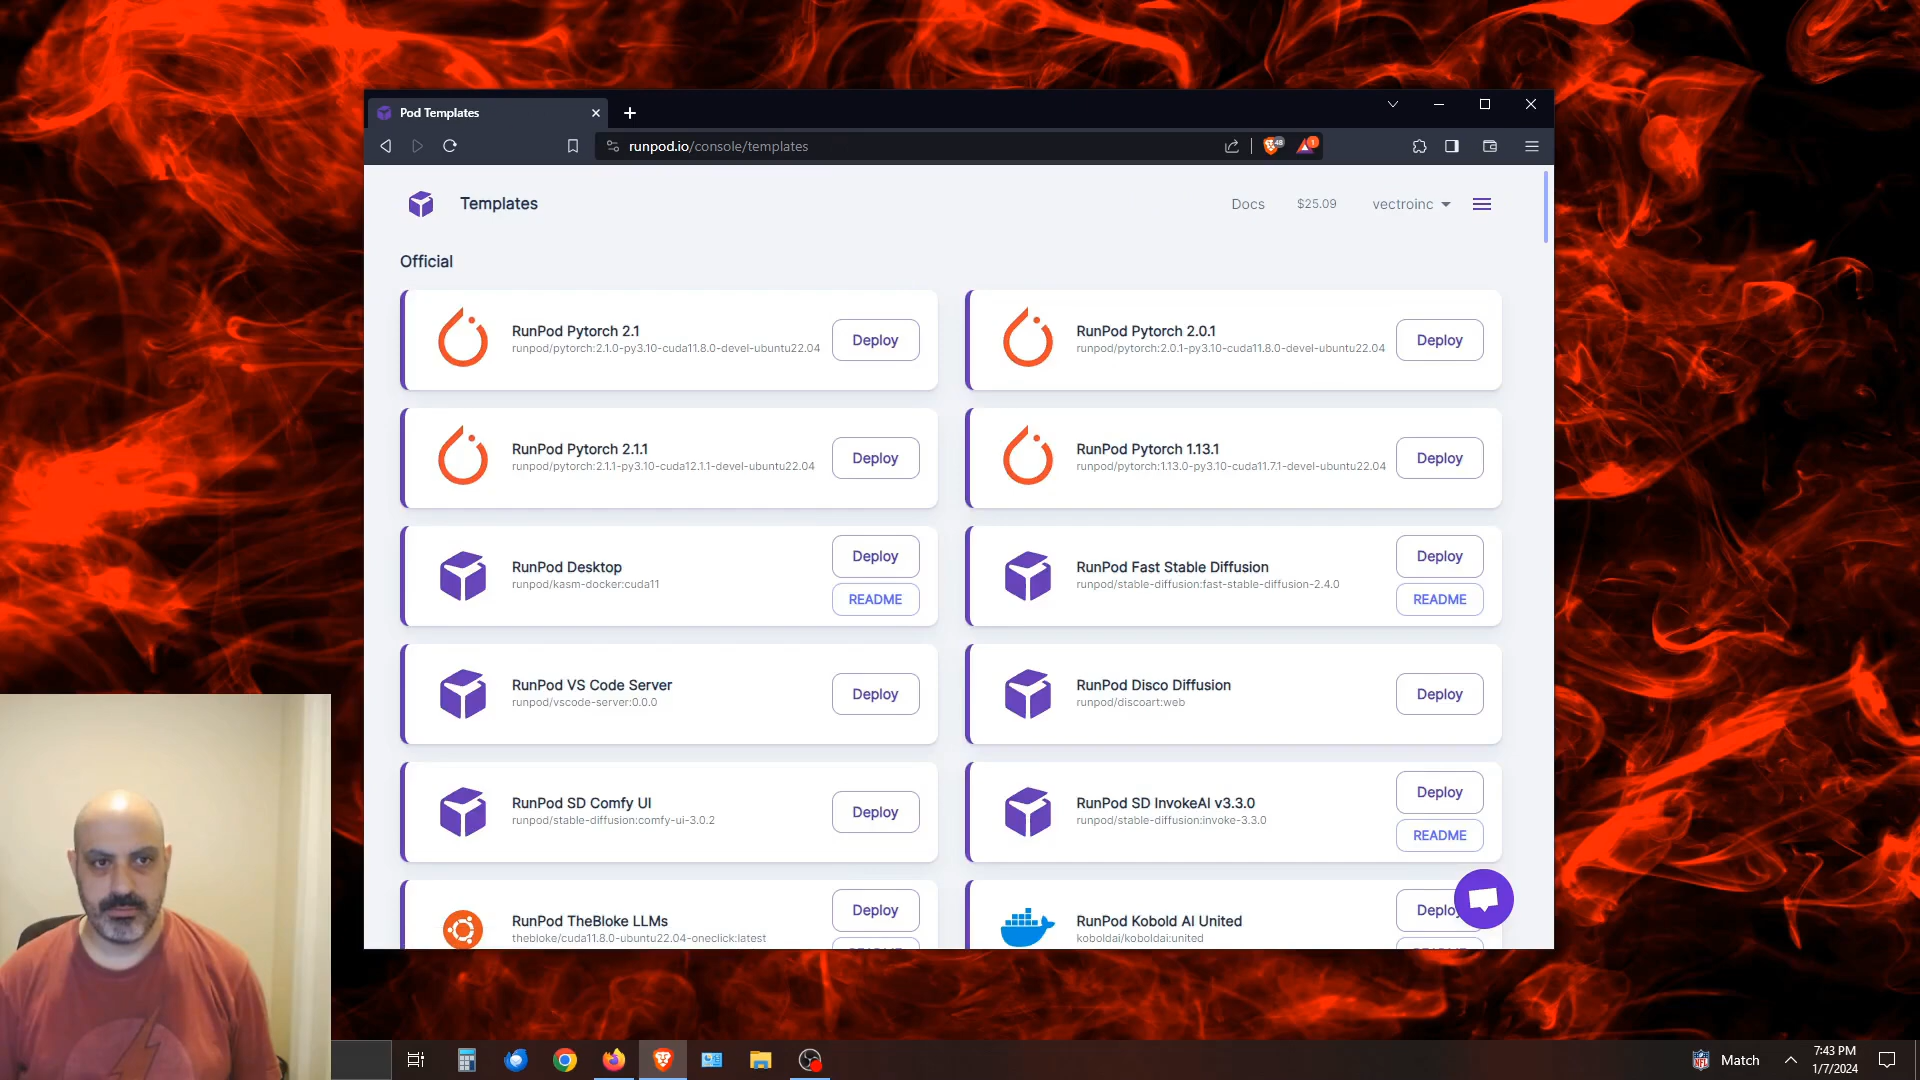 Pod Templates
runpod.io/console/templates
48
1
Templates
Docs
$25.09
vectroinc
Official
RunPod Pytorch 2.1
runpod/pytorch:2.1.0-py3.10-cuda11.8.0-devel-ubuntu22.04
Deploy
RunPod Pytorch 2.0.1
runpod/pytorch:2.0.1-py3.10-cuda11.8.0-devel-ubuntu22.04
Deploy
RunPod Pytorch 2.1.1
runpod/pytorch:2.1.1-py3.10-cuda12.1.1-devel-ubuntu22.04
Deploy
RunPod Pytorch 1.13.1
runpod/pytorch:1.13.0-py3.10-cuda11.7.1-devel-ubuntu22.04
Deploy
RunPod Desktop
runpod/kasm-docker:cuda11
Deploy
README
RunPod Fast Stable Diffusion
runpod/stable-diffusion:fast-stable-diffusion-2.4.0
Deploy
README
RunPod VS Code Server
runpod/vscode-server:0.0.0
Deploy
RunPod Disco Diffusion
runpod/discoart:web
Deploy
RunPod SD Comfy UI
runpod/stable-diffusion:comfy-ui-3.0.2
Deploy
RunPod SD InvokeAI v3.3.0
runpod/stable-diffusion:invoke-3.3.0
Deploy
README
RunPod TheBloke LLMs
thebloke/cuda11.8.0-ubuntu22.04-oneclick:latest
Deploy
RunPod Kobold AI United
koboldai/koboldai:united
Deplo
Match
7:43 PM
1/7/2024